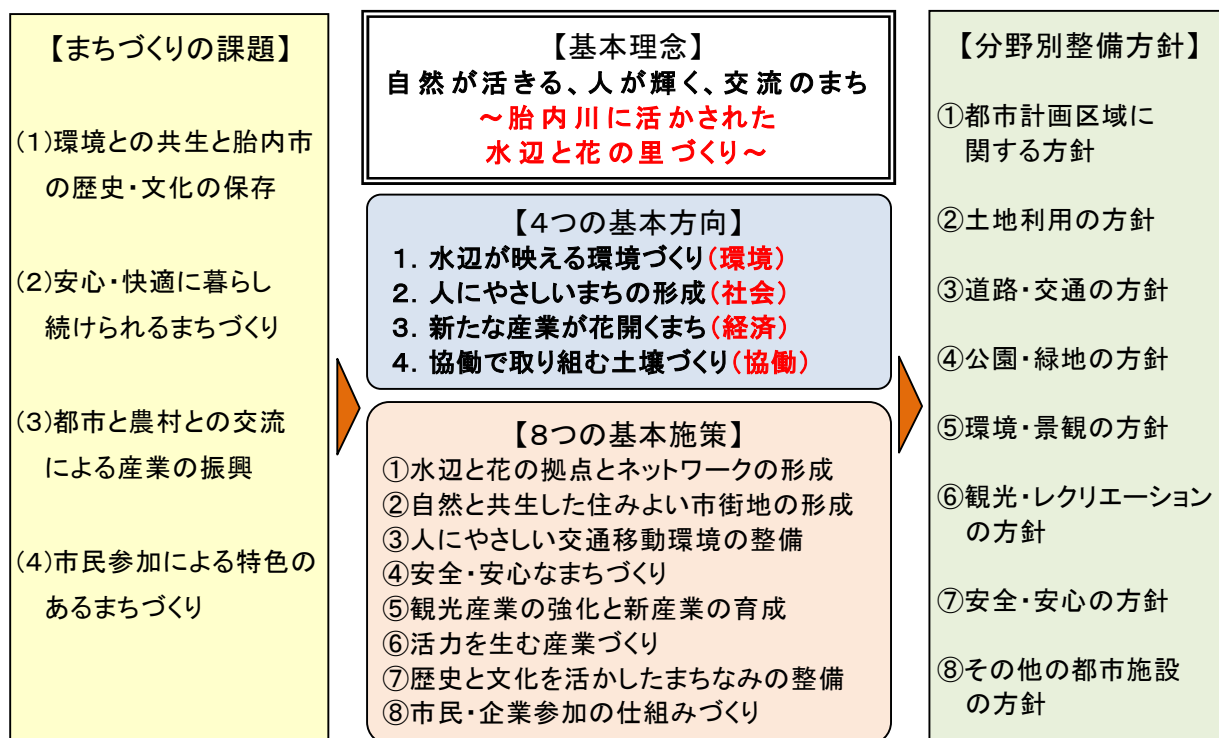 【まちづくりの課題】
(1)環境との共生と胎内市
の歴史・文化の保存
(2)安心・快適に暮らし
続けられるまちづくり
(3)都市と農村との交流
による産業の振興
(4)市民参加による特色の
あるまちづくり
【基本理念】
自然が活きる、人が輝く、交流のまち
～胎内川に活かされた
水辺と花の里づくり～
【4つの基本方向】
1. 水辺が映える環境づくり(環境)
2. 人にやさしいまちの形成(社会)
3. 新たな産業が花開くまち(経済)
4. 協働で取り組む土壌づくり(協働)
【8つの基本施策】
①水辺と花の拠点とネットワークの形成
②自然と共生した住みよい市街地の形成
③人にやさしい交通移動環境の整備
④安全・安心なまちづくり
⑤観光産業の強化と新産業の育成
⑥活力を生む産業づくり
⑦歴史と文化を活かしたまちなみの整備
⑧市民・企業参加の仕組みづくり
【分野別整備方針】
①都市計画区域に
関する方針
②土地利用の方針
③道路・交通の方針
④公園・緑地の方針
⑤環境・景観の方針
⑥観光・レクリエーション
の方針
⑦安全・安心の方針
⑧その他の都市施設
の方針